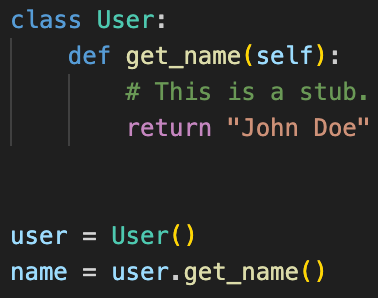 class User:
    def get_name(self):
        # This is a stub.
        return "John Doe"
user = User()
name = user.get_name()